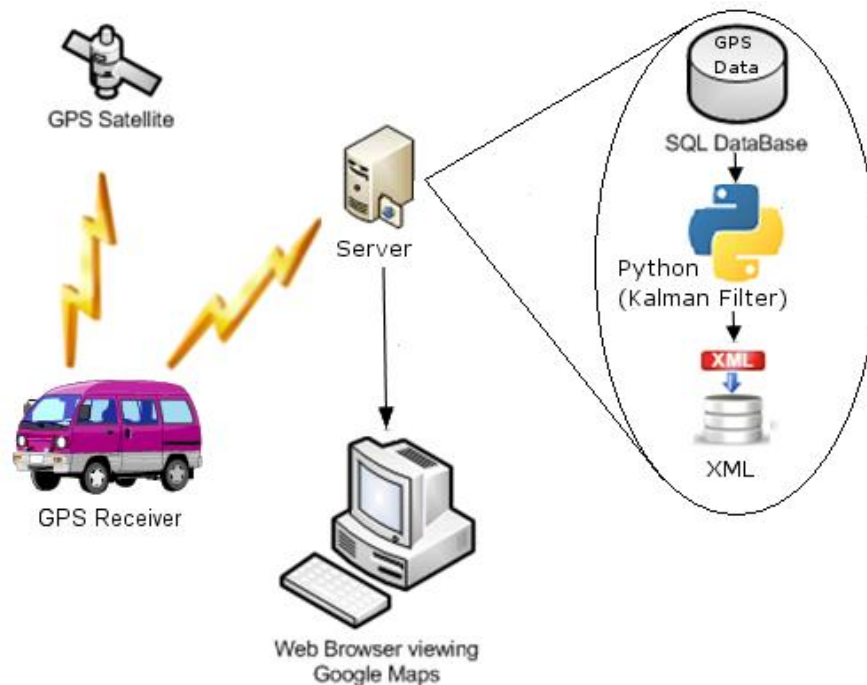 GPS Satellite
GPS
Data
SQL DataBase
Server
Python
(Kalman Filter)
XML
XML
GPS Receiver
Web Browser viewing
Google Maps